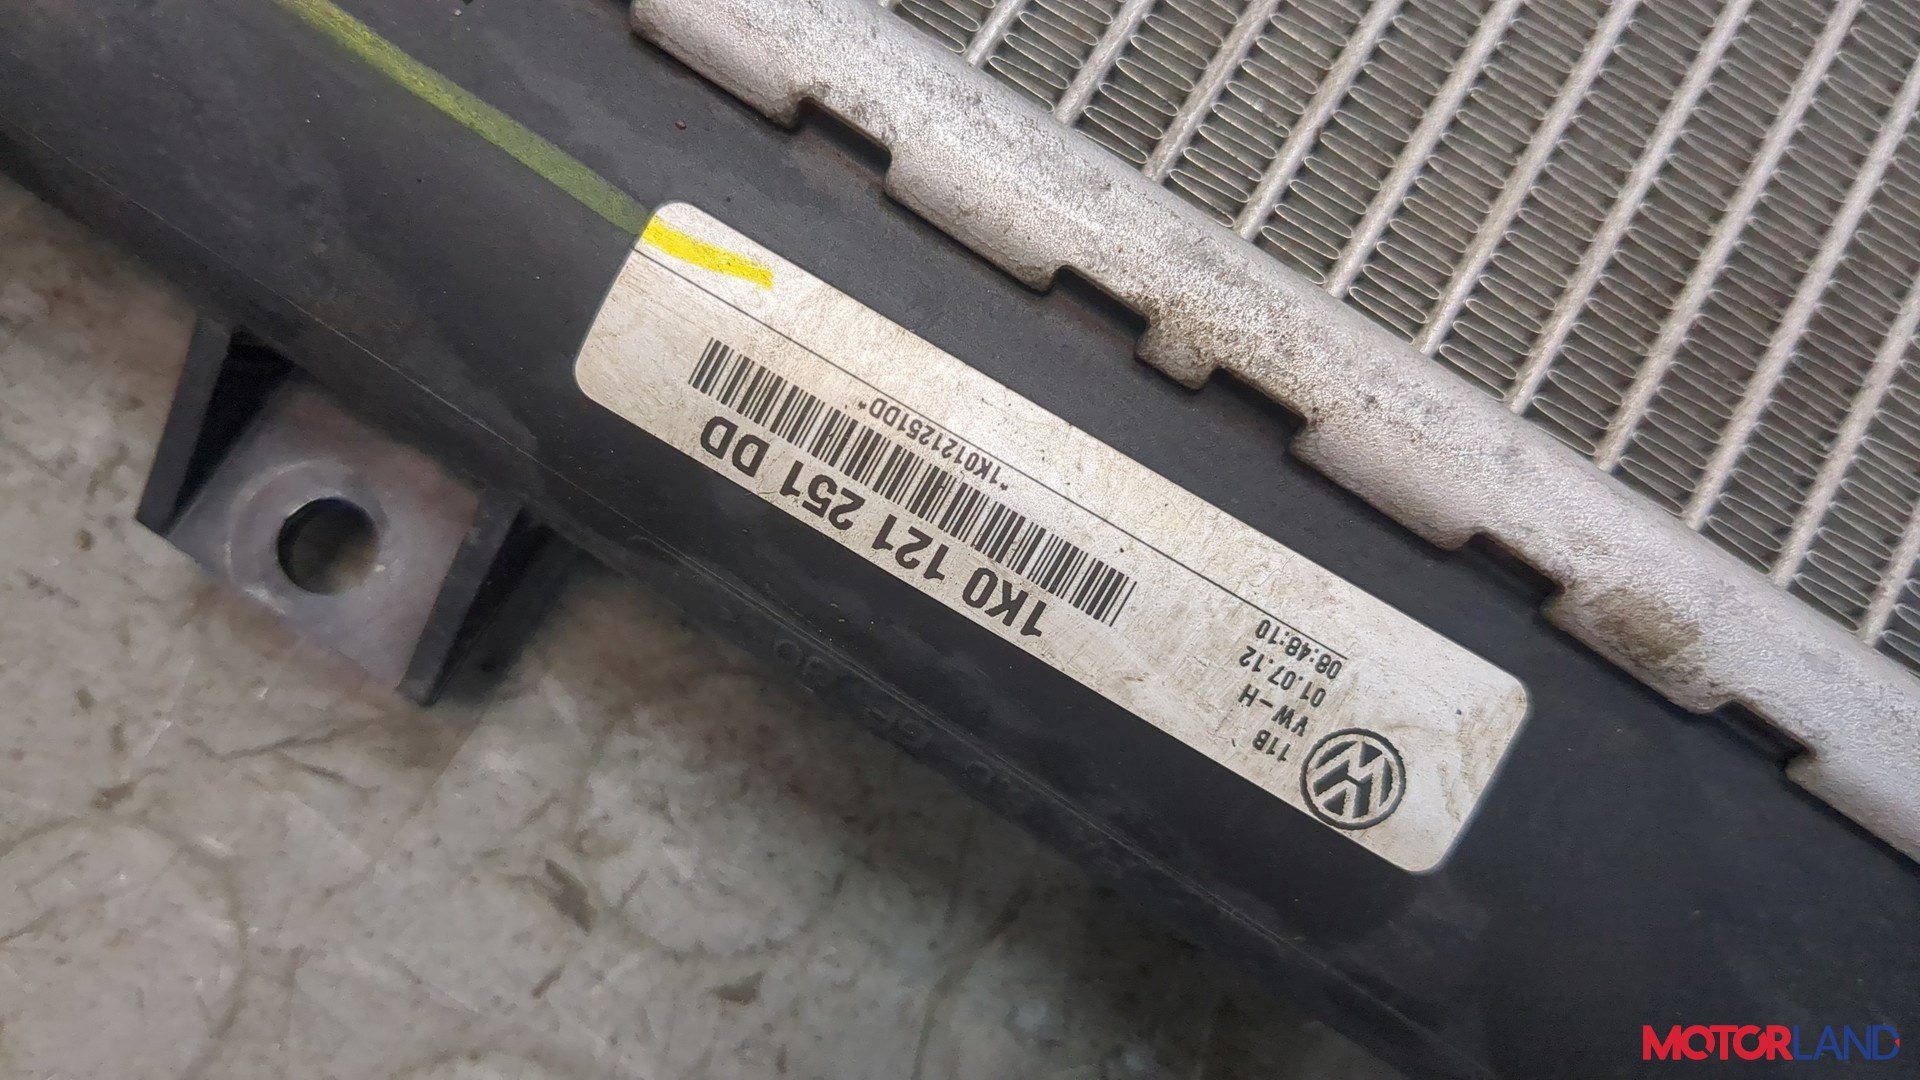 11B
VW-H
01.07.12
08:48:10
1K0 121 251 DD
*1K0121251DD*
MOTORLAND